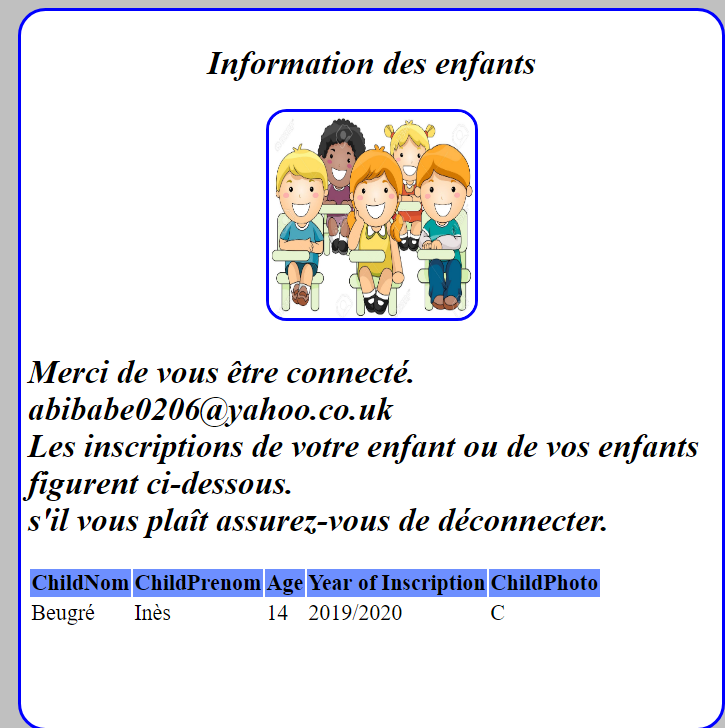 Information des enfants
Merci de vous être connecté.
abibabe0206@yahoo.co.uk
Les inscriptions de votre enfant ou de vos enfants
figurent ci-dessous.
s'il vous plaît assurez-vous de déconnecter.
ChildNom ChildPrenom Age Year of Inscription ChildPhoto
Beugré Inès 14 2019/2020 C